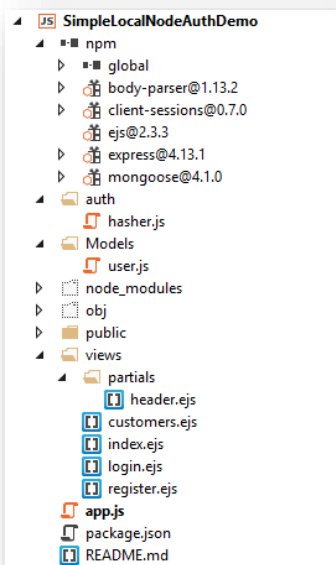 JS SimpleLocalNodeAuthDemo
npm
global
body-parser@1.13.2
client-sessions@0.7.0
ejs@2.3.3
express@4.13.1
mongoose@4.1.0
auth
hasher.js
Models
user.js
node_modules
obj
public
views
partials
header.ejs
customers.ejs
index.ejs
login.ejs
register.ejs
app.js
package.json
README.md